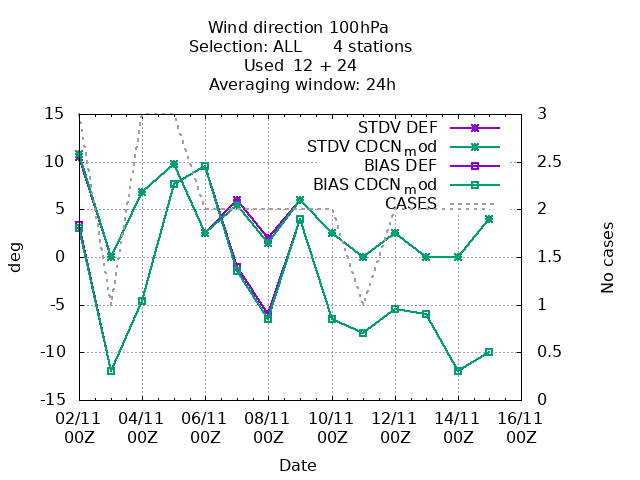 Wind direction 100hPa
Selection: ALL 4 stations
Used 12 + 24
Averaging window: 24h
15 3
STDV DEF
STDV CDCNmod
10 2.5
BIAS DEF
BIAS CDCNmod
CASES
5 2
0 1.5
deg
No cases
-5 1
-10 0.5
-15 0
02/11 04/11 06/11 08/11 10/11 12/11 14/11 16/11
00Z 00Z 00Z 00Z 00Z 00Z 00Z 00Z
Date